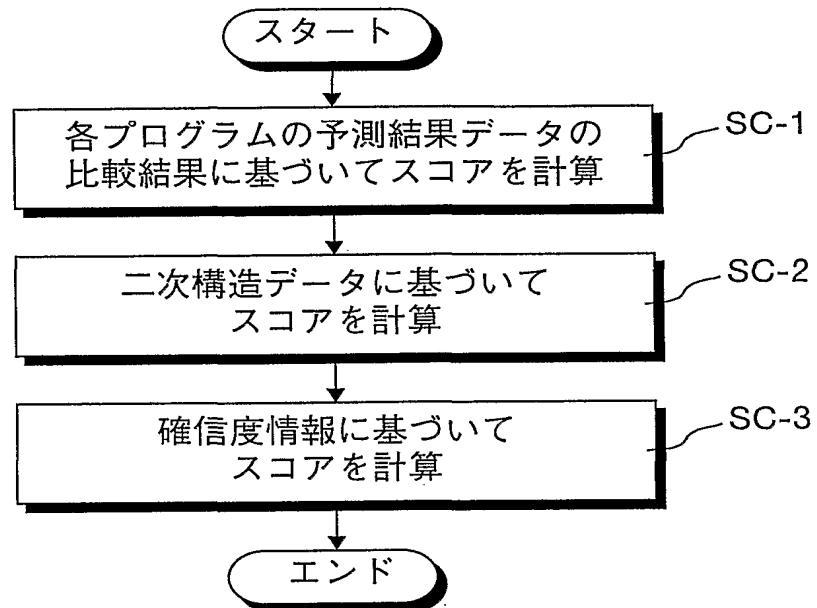 スタート
各プログラムの予測結果データの
比較結果に基づいてスコアを計算
SC-1
二次構造データに基づいて
スコアを計算
SC-2
確信度情報に基づいて
スコアを計算
SC-3
エンド